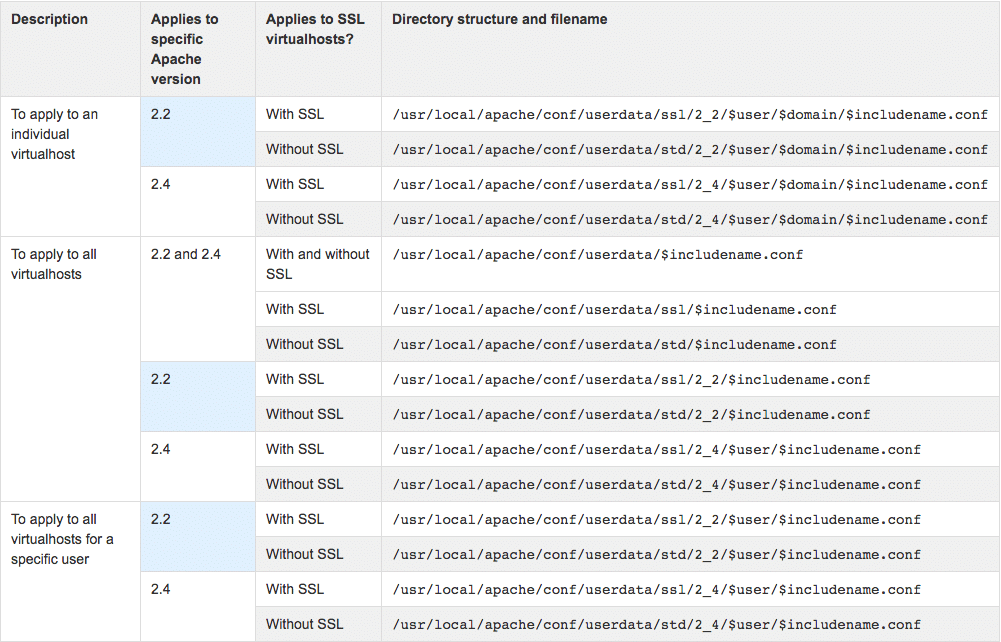 Description
Applies to
specific
Apache
version
Applies to SSL
virtualhosts?
Directory structure and filename
To apply to an
individual
virtualhost
2.2
With SSL
/usr/local/apache/conf/userdata/ssl/2_2/$user/$domain/$includename.conf
Without SSL
/usr/local/apache/conf/userdata/std/2_2/$user/$domain/$includename.conf
2.4
With SSL
/usr/local/apache/conf/userdata/ssl/2_4/$user/$domain/$includename.conf
Without SSL
/usr/local/apache/conf/userdata/std/2_4/$user/$domain/$includename.conf
To apply to all
virtualhosts
2.2 and 2.4
With and without
SSL
/usr/local/apache/conf/userdata/$includename.conf
With SSL
/usr/local/apache/conf/userdata/ssl/$includename.conf
Without SSL
/usr/local/apache/conf/userdata/std/$includename.conf
2.2
With SSL
/usr/local/apache/conf/userdata/ssl/2_2/$includename.conf
Without SSL
/usr/local/apache/conf/userdata/std/2_2/$includename.conf
2.4
With SSL
/usr/local/apache/conf/userdata/ssl/2_4/$user/$includename.conf
Without SSL
/usr/local/apache/conf/userdata/std/2_4/$user/$includename.conf
To apply to all
virtualhosts for a
specific user
2.2
With SSL
/usr/local/apache/conf/userdata/ssl/2_2/$user/$includename.conf
Without SSL
/usr/local/apache/conf/userdata/std/2_2/$user/$includename.conf
2.4
With SSL
/usr/local/apache/conf/userdata/ssl/2_4/$user/$includename.conf
Without SSL
/usr/local/apache/conf/userdata/std/2_4/$user/$includename.conf